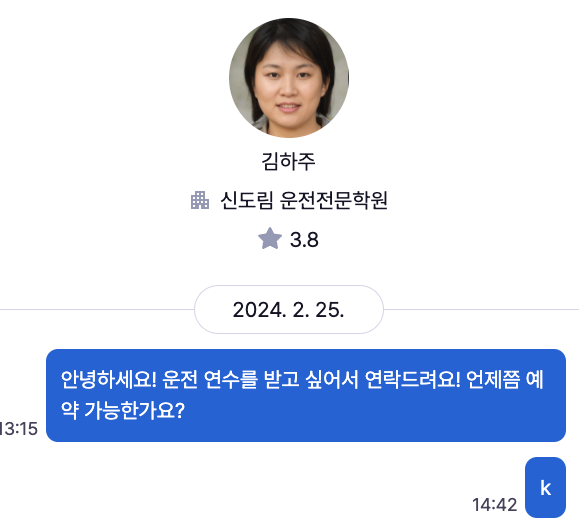 김하주
신도림 운전전문학원
3.8
2024. 2. 25.
안녕하세요! 운전 연수를 받고 싶어서 연락드려요! 언제쯤 예
약 가능한가요?
13:15
k
14:42